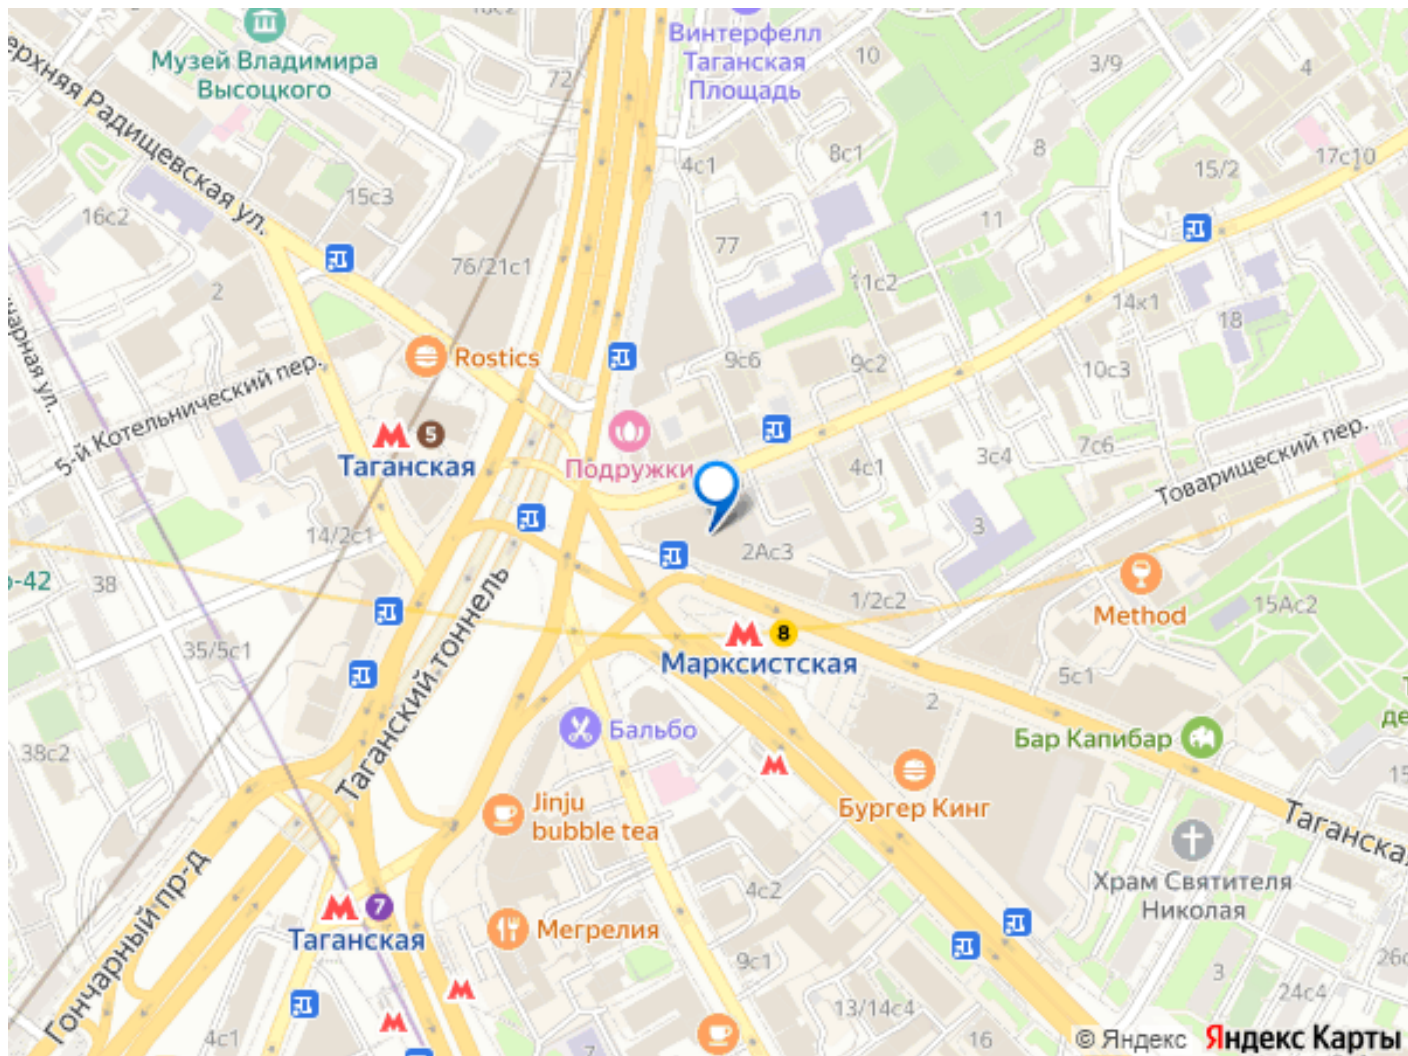 Музей Владимира
Высоцкого
72
Винтерфелл
Таганская
Площадь
10
3/9
4
8
8с1
4с1
17с10
15/2
15с3
16с2
11
77
76/21с1
11с2
2
14к1
18
Rostics
9с6
9с2
10с3
5-й Котельнический пер.
5
Таганская
Подружки
4с1
3с4
7с6
Товарищеский пер.
14/2с1
3
2Ас3
Method
38
1/2с2
15Ас2
8
Марксистская
35/5с1
5с1
2
Таганский тоннель
Бальбо
Бар Капибар
38с2
Jinju
bubble tea
Бургер Кинг
Храм Святителя
Николая
4с2
7
Таганская
Мегрелия
Гончарный пр-д
9с1
3
24с4
13/14с4
4с1
7
16
© Яндекс Яндекс Карты